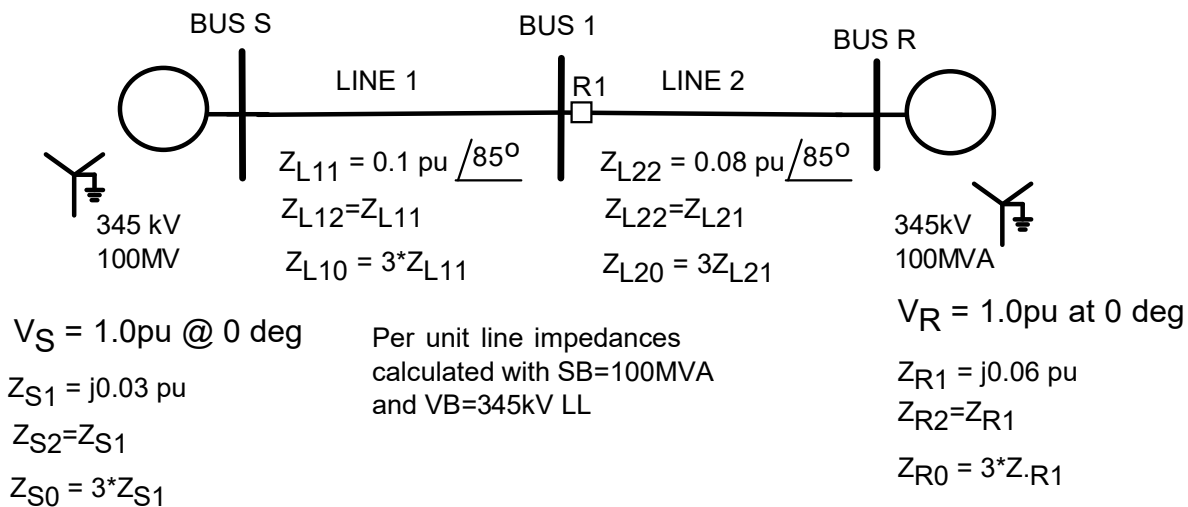 BUS S
BUS 1
BUS R
LINE 1
R1
LINE 2
ZL11 = 0.1 pu /85o
ZL12=ZL11
ZL10 = 3*ZL11
ZL22 = 0.08 pu /85o
ZL22=ZL21
ZL20 = 3ZL21
345 kV
100MV
345kV
100MVA
VS = 1.0pu @ 0 deg
ZS1 = j0.03 pu
ZS2=ZS1
ZS0 = 3*ZS1
Per unit line impedances
calculated with SB=100MVA
and VB=345kV LL
VR = 1.0pu at 0 deg
ZR1 = j0.06 pu
ZR2=ZR1
ZR0 = 3*Z.R1